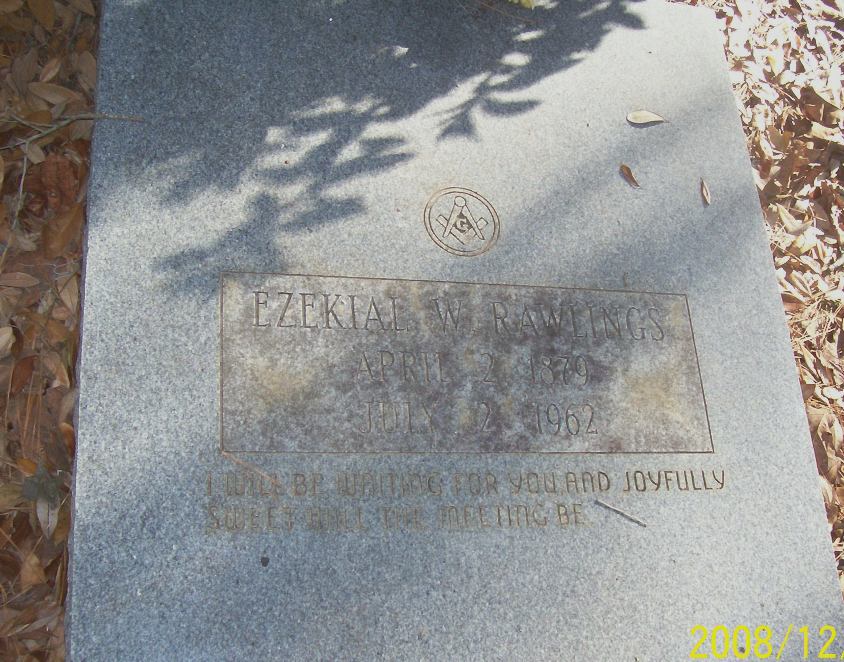 G
EZEKIAL W. RAWLINGS
APRIL 2 1879
JULY 2 1962
I WILL BE WAITING FOR YOU, AND JOYFULLY
SWEET WILL THE MEETING BE.
2008/12/